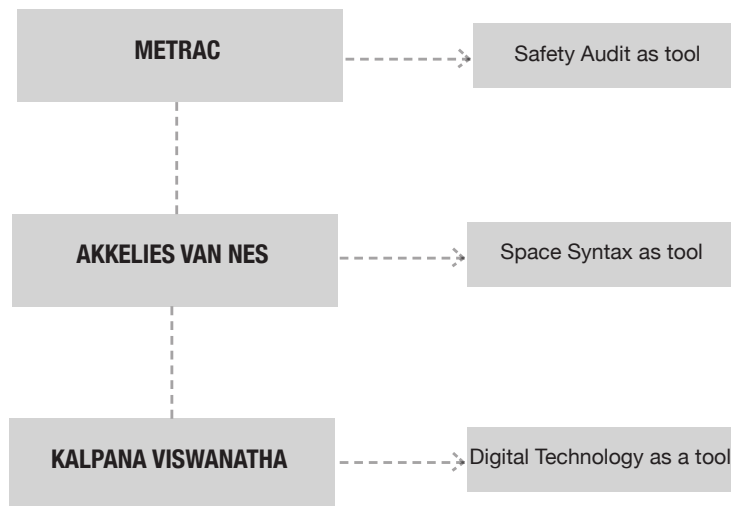 METRAC
Safety Audit as tool
AKKELIES VAN NES
Space Syntax as tool
KALPANA VISWANATHA
Digital Technology as a tool